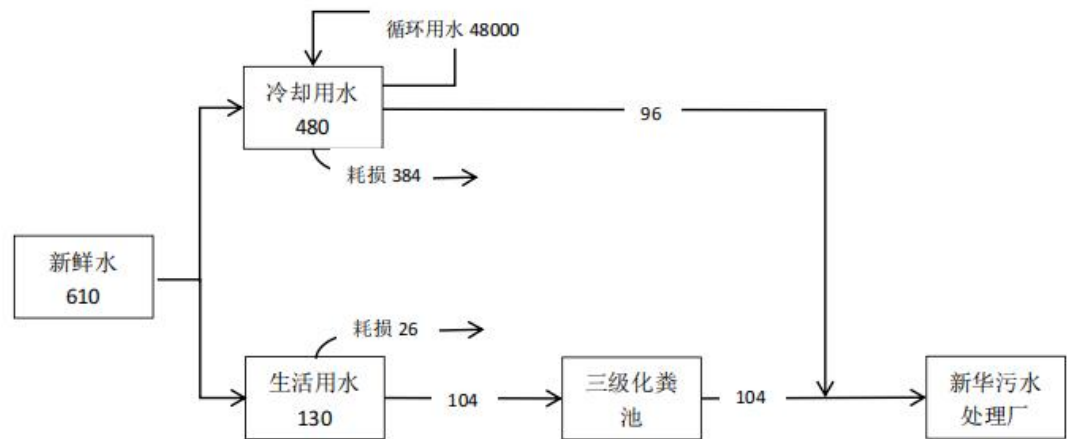 循环用水 48000
冷却用水
480
96
耗损 384
新鲜水
610
耗损 26
生活用水
130
104
三级化粪
池
104
新华污水
处理厂